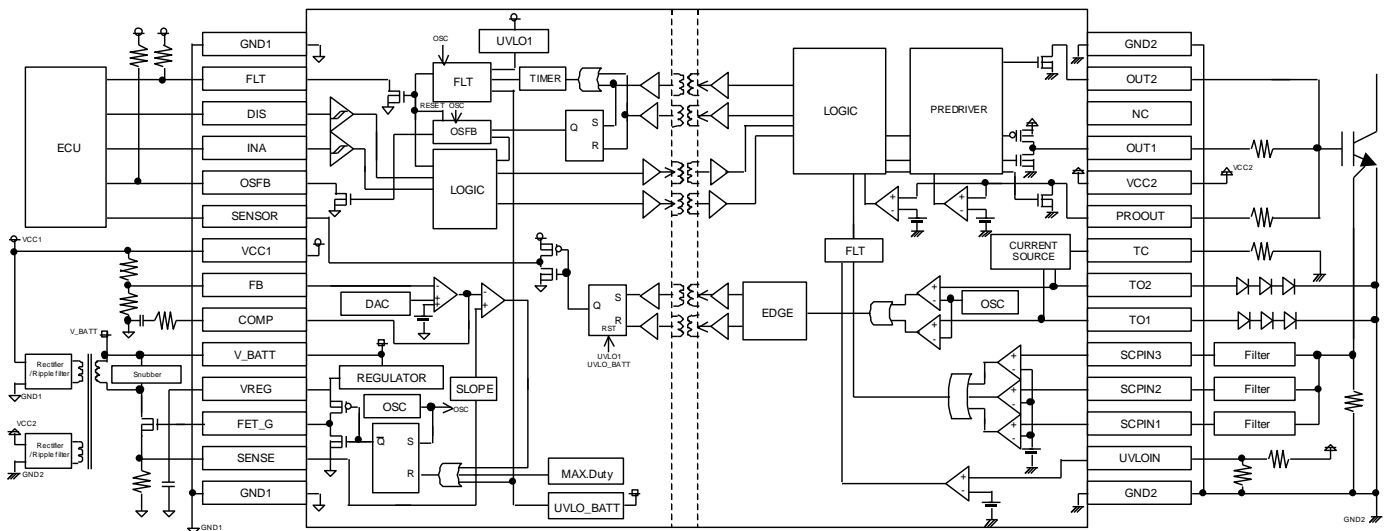 GND1
FLT
DIS
INA
OSFB
SENSOR
VCC1
FB
COMP
V_BATT
VREG
FET_G
SENSE
GND1
ECU
VCC1
V_BATT
Rectifier
/Ripple filter
GND1
Snubber
VCC2
Rectifier
/Ripple filter
GND2
GND1
OSC
UVLO1
FLT
TIMER
RESET OSC
OSFB
LOGIC
Q
S
R
DAC
- + +
+ -
REGULATOR
OSC
OSC
SLOPE
Q
S
R
MAX.Duty
UVLO_BATT
Q
S
R
RST
UVLO1
UVLO_BATT
LOGIC
PREDRIVER
+ -
+ -
FLT
CURRENT
SOURCE
EDGE
OSC
+ -
+ -
+ -
+ -
+ -
+ -
GND2
OUT2
NC
OUT1
VCC2
PROOUT
TC
TO2
TO1
SCPIN3
SCPIN2
SCPIN1
UVLOIN
GND2
VCC2
Filter
Filter
Filter
GND2